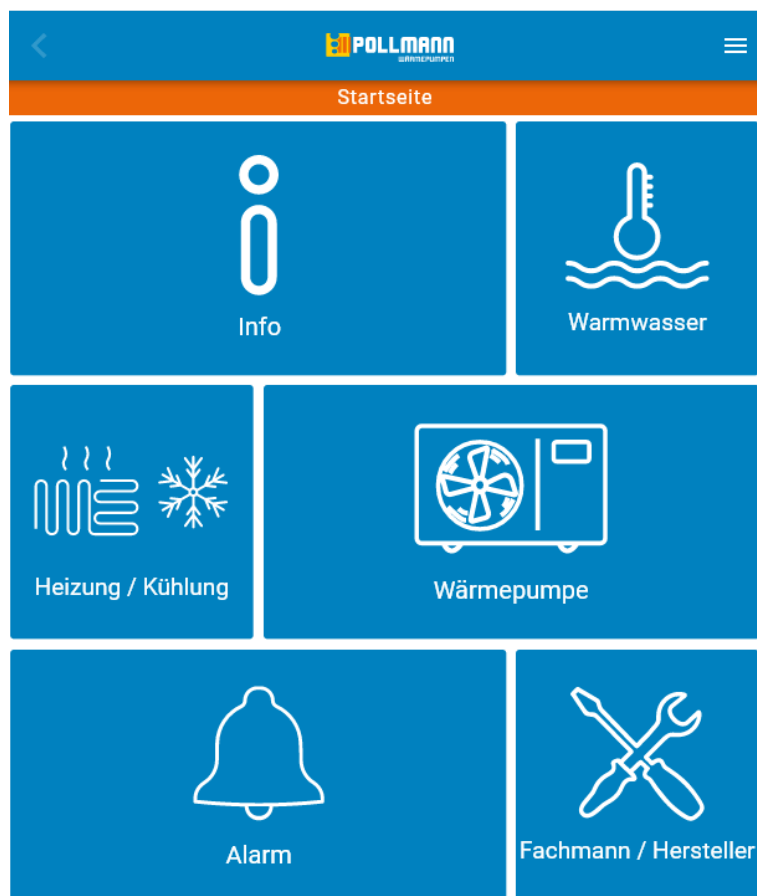 POLLMANN
WÄRMEPUMPEN
Startseite
Info
Warmwasser
Heizung / Kühlung
Wärmepumpe
Alarm
Fachmann / Hersteller